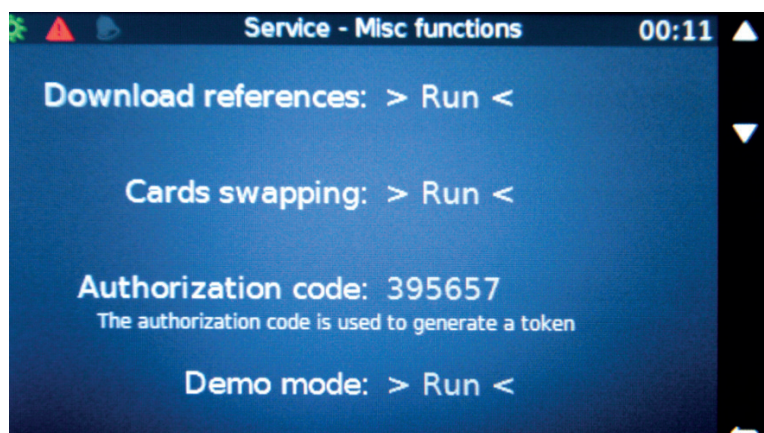 Service - Misc functions 00:11
Download references: > Run <
Cards swapping: > Run <
Authorization code: 395657
The authorization code is used to generate a token
Demo mode: > Run <